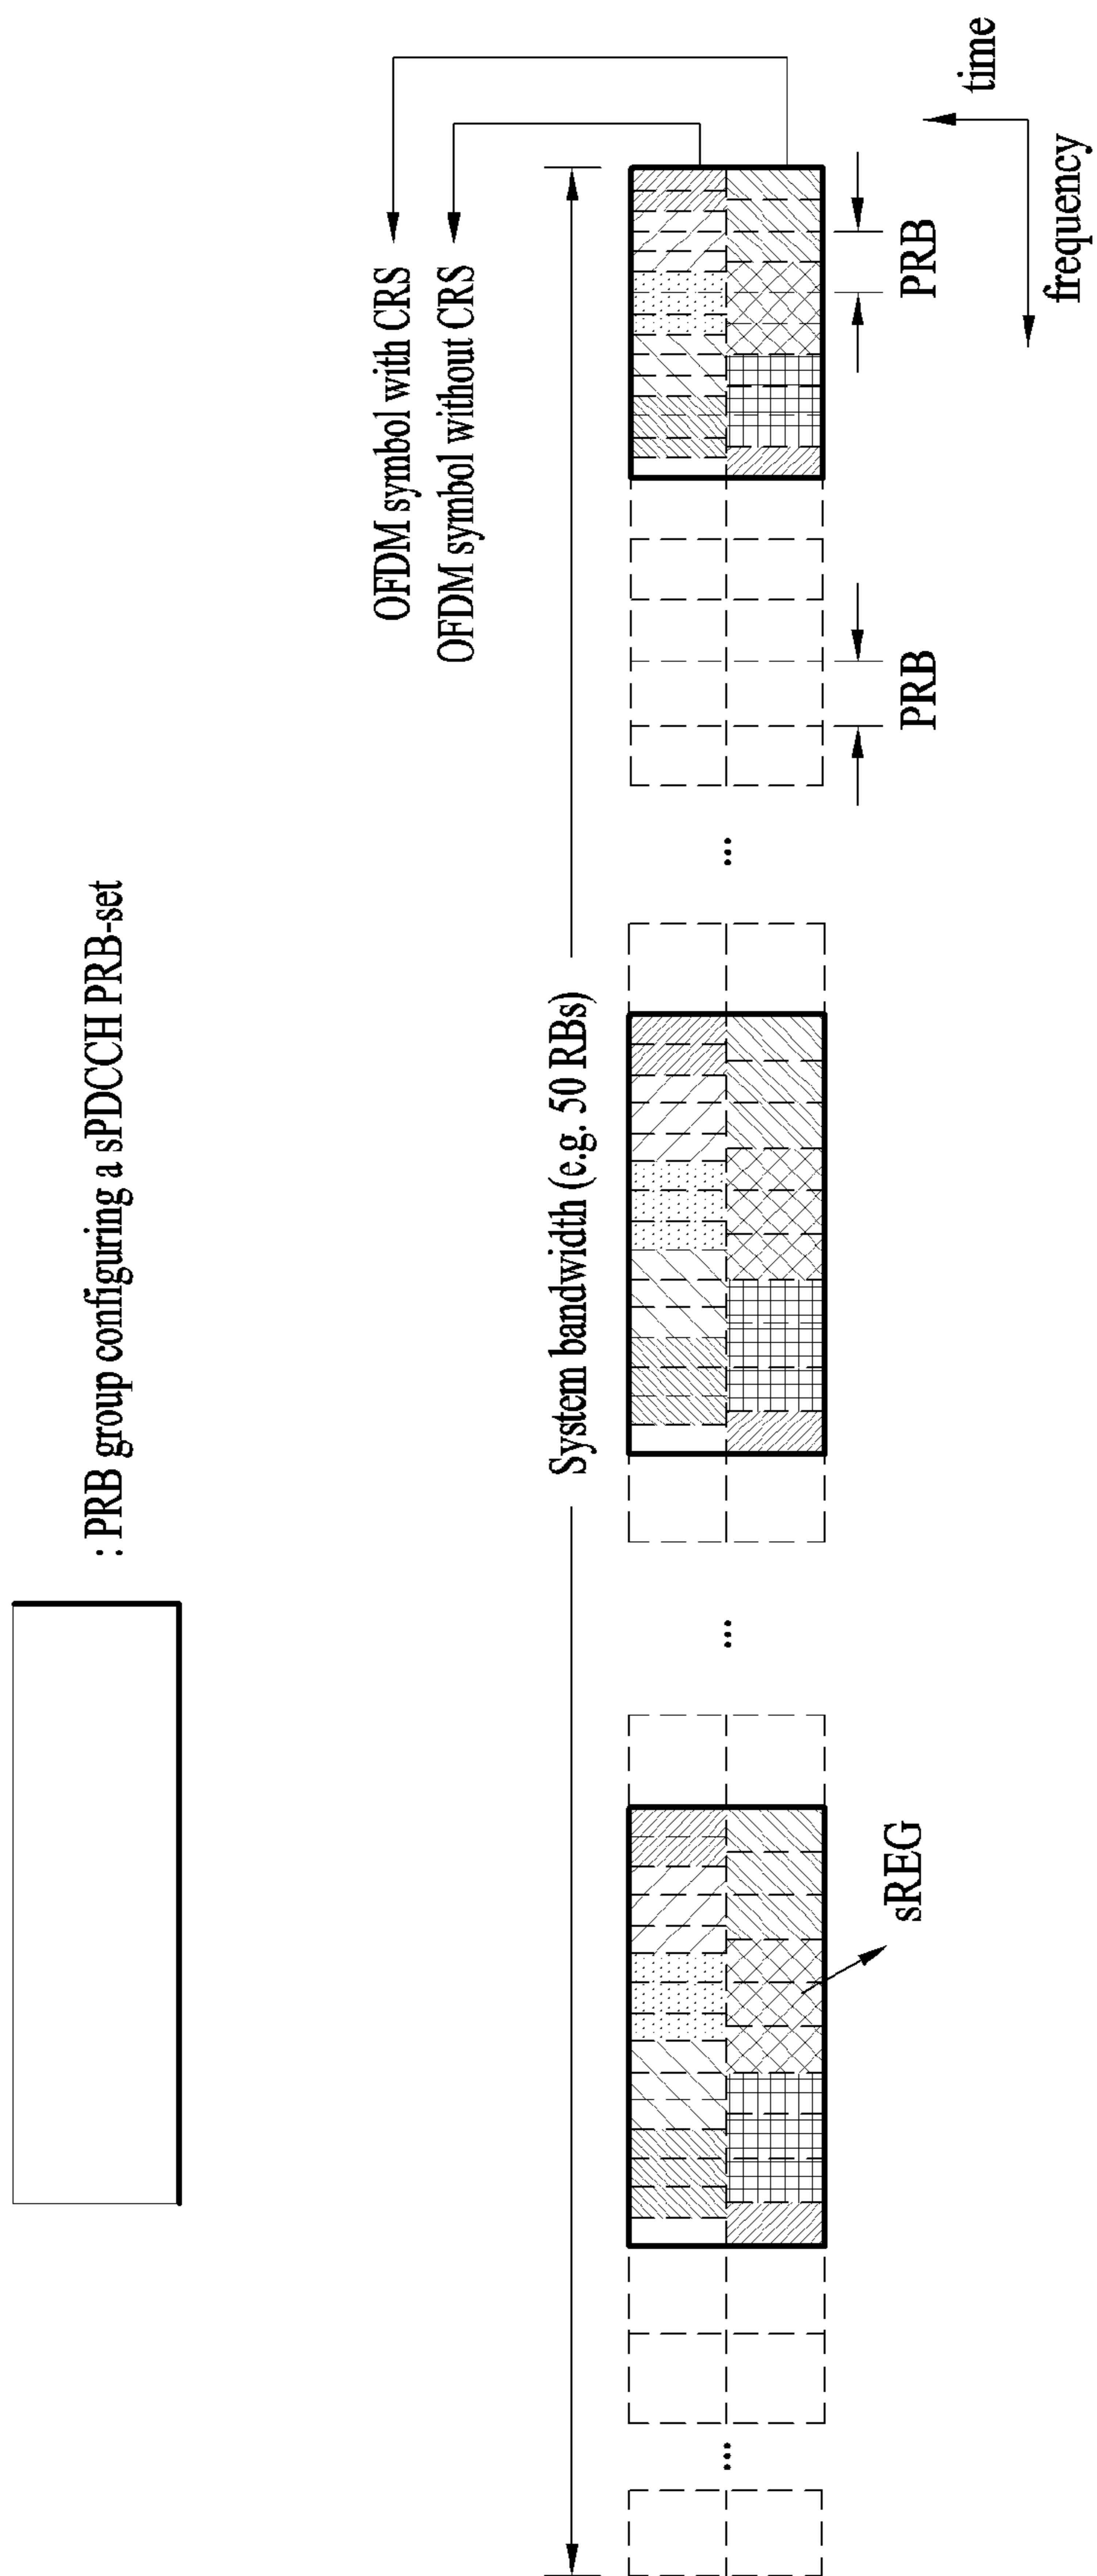 : PRB group configuring a sPDCCH PRB-set
OFDM symbol with CRS
OFDM symbol without CRS
System bandwidth (e.g. 50 RBs)
...
...
...
sREG
PRB
PRB
time
frequency